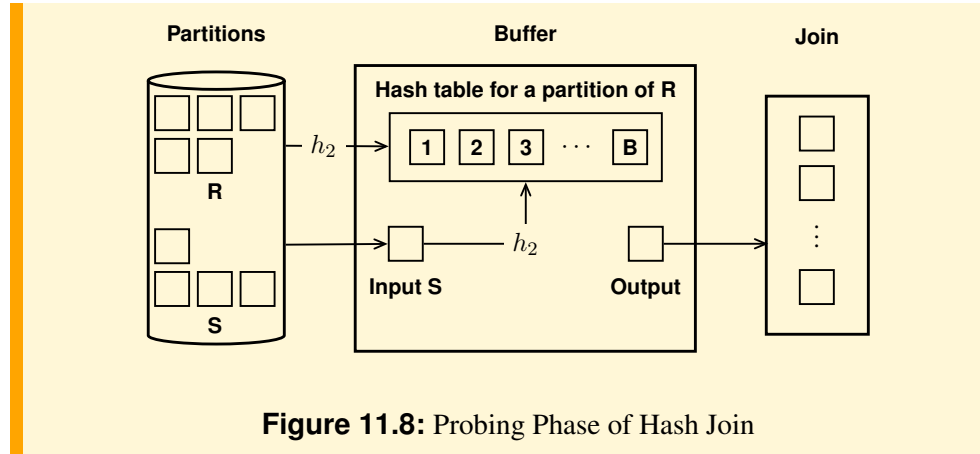 Partitions
Buffer
Join
Hash table for a partition of R
1 2 3 ··· B
h₂
R
h₂
Input S
Output
⋮
S
Figure 11.8: Probing Phase of Hash Join